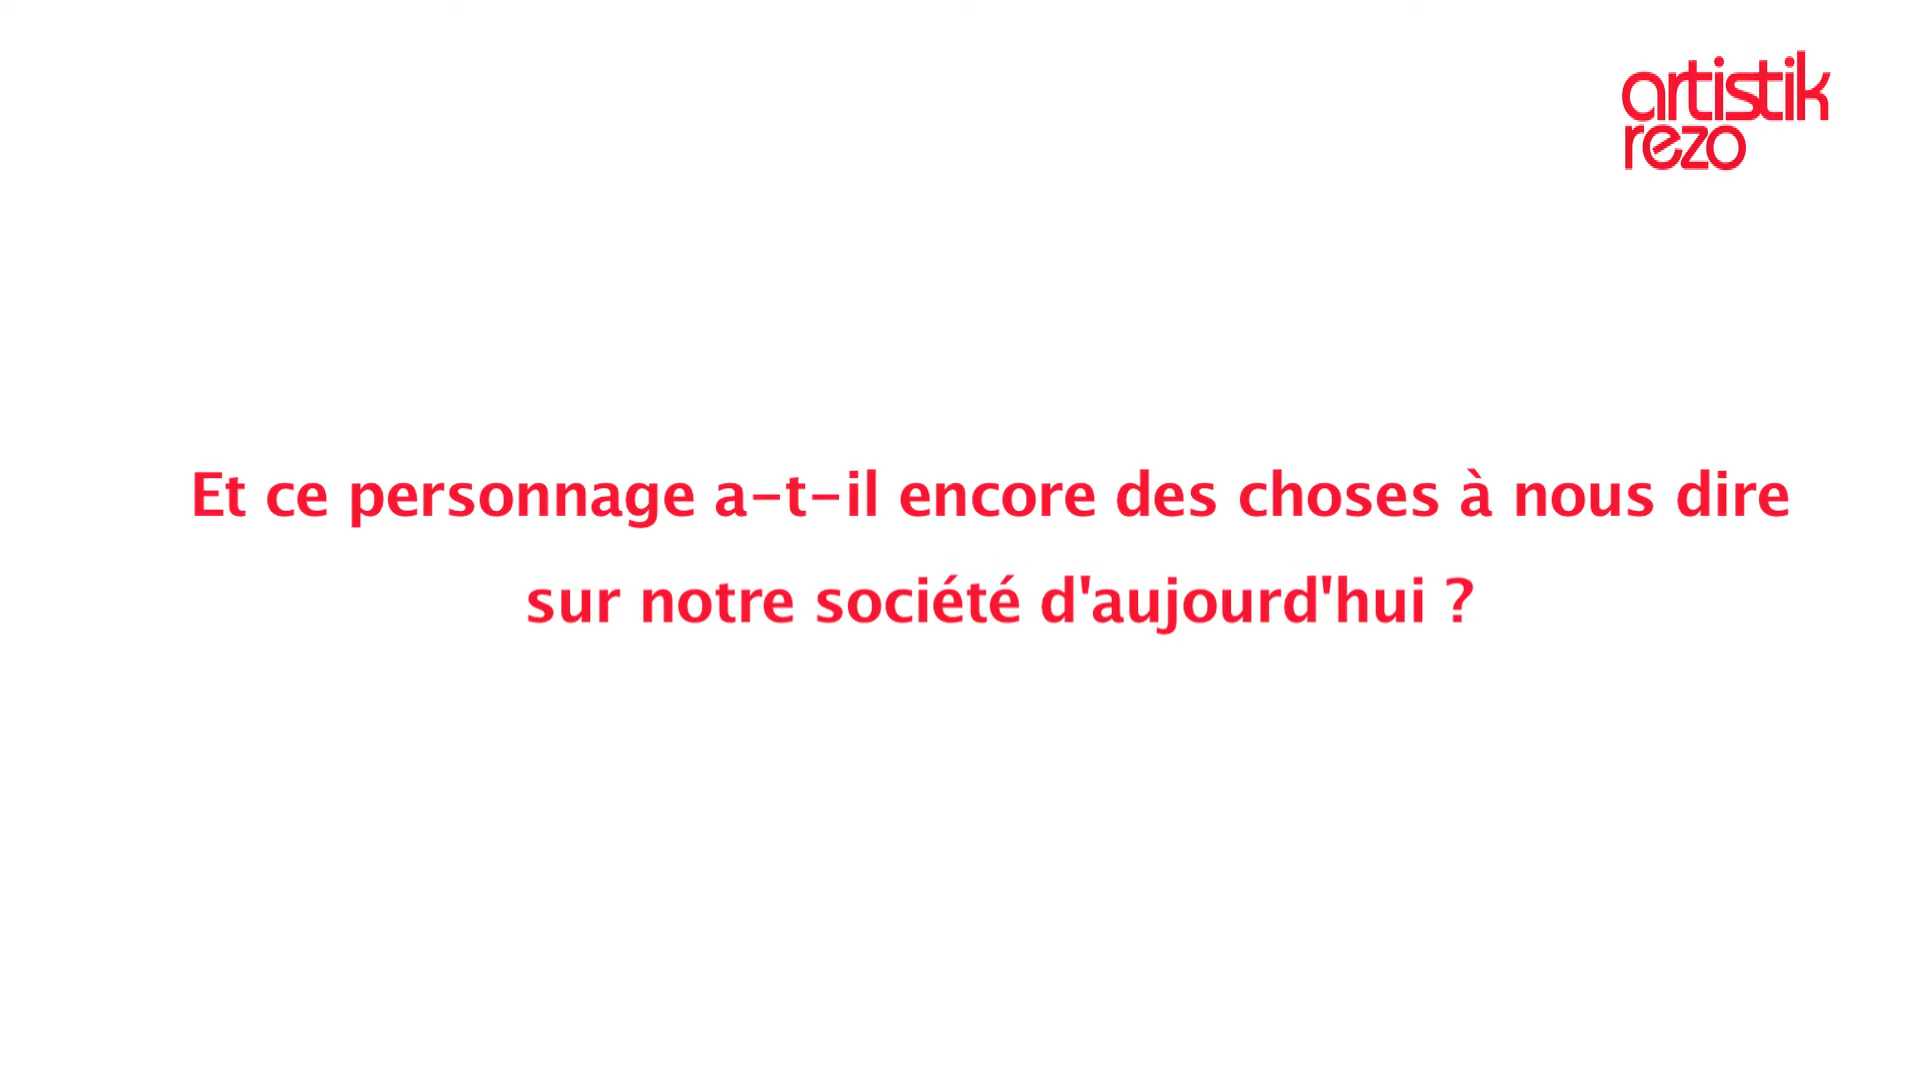 artistik
rezo
Et ce personnage a-t-il encore des choses à nous dire
sur notre société d'aujourd'hui ?